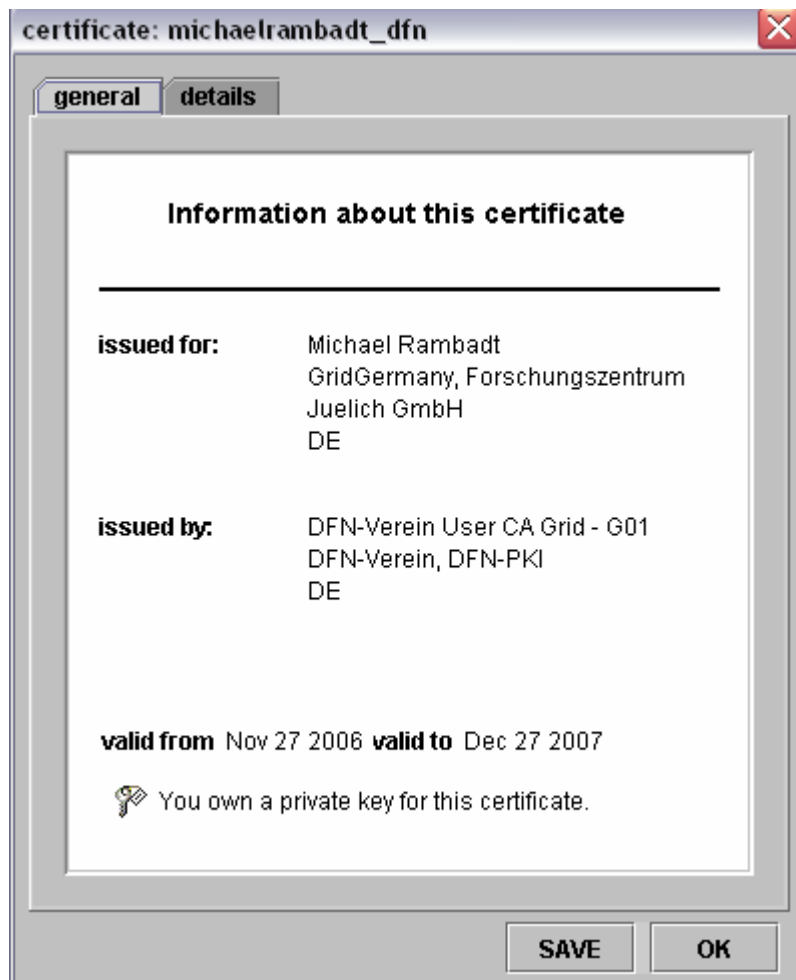 certificate: michaelrambadt_dfn
general details
Information about this certificate
issued for: Michael Rambadt
GridGermany, Forschungszentrum
Juelich GmbH
DE
issued by: DFN-Verein User CA Grid - G01
DFN-Verein, DFN-PKI
DE
valid from Nov 27 2006 valid to Dec 27 2007
You own a private key for this certificate.
SAVE OK